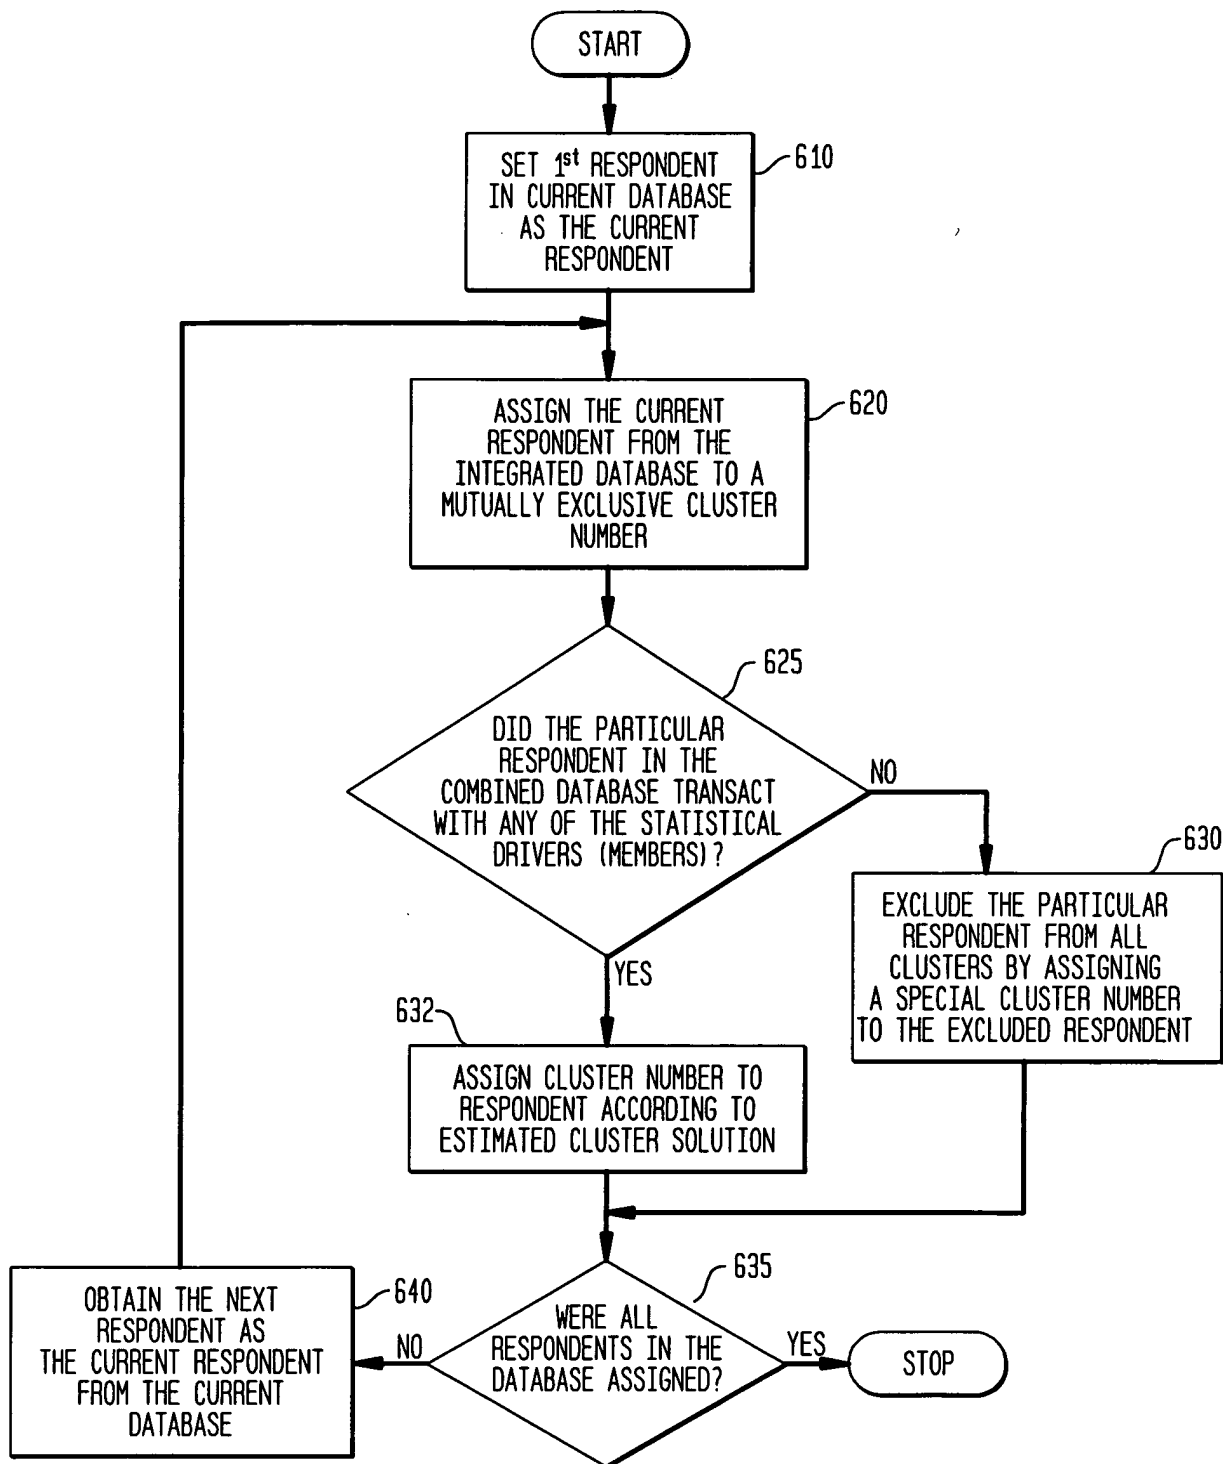 START
SET 1st RESPONDENT
IN CURRENT DATABASE
AS THE CURRENT
RESPONDENT
610
ASSIGN THE CURRENT
RESPONDENT FROM THE
INTEGRATED DATABASE TO A
MUTUALLY EXCLUSIVE CLUSTER
NUMBER
620
DID THE PARTICULAR
RESPONDENT IN THE
COMBINED DATABASE TRANSACT
WITH ANY OF THE STATISTICAL
DRIVERS (MEMBERS)?
625
NO
YES
EXCLUDE THE PARTICULAR
RESPONDENT FROM ALL
CLUSTERS BY ASSIGNING
A SPECIAL CLUSTER NUMBER
TO THE EXCLUDED RESPONDENT
630
632
ASSIGN CLUSTER NUMBER TO
RESPONDENT ACCORDING TO
ESTIMATED CLUSTER SOLUTION
WERE ALL
RESPONDENTS IN THE
DATABASE ASSIGNED?
635
NO
YES
STOP
OBTAIN THE NEXT
RESPONDENT AS
THE CURRENT RESPONDENT
FROM THE CURRENT
DATABASE
640